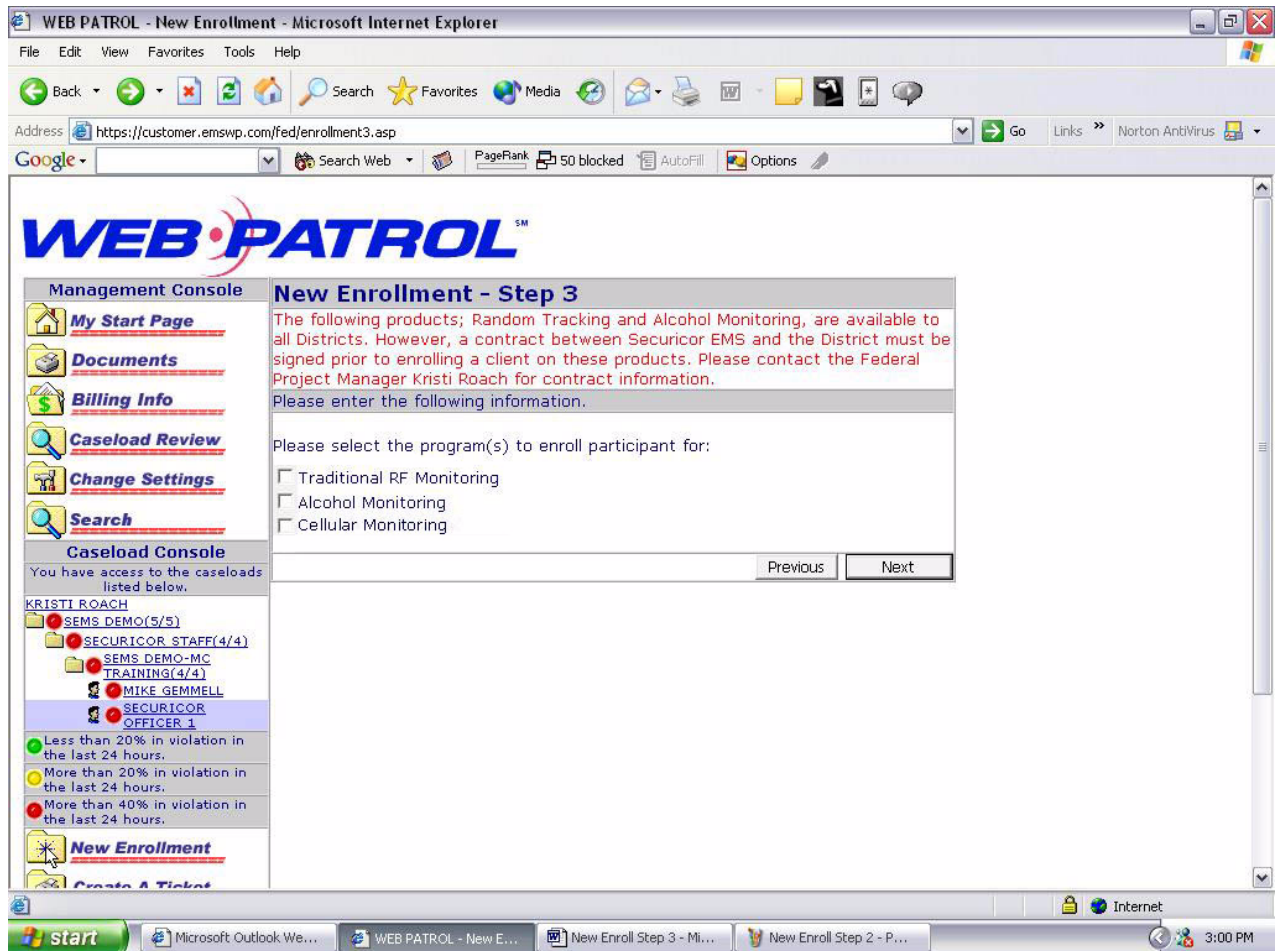 WEB PATROL - New Enrollment - Microsoft Internet Explorer
File Edit View Favorites Tools Help
Back Search Favorites Media
Address https://customer.emswp.com/fed/enrollment3.asp Go Links » Norton AntiVirus
Google Search Web PageRank 50 blocked AutoFill Options
WEB PATROL SM
Management Console
My Start Page
Documents
Billing Info
Caseload Review
Change Settings
Search
Caseload Console
You have access to the caseloads
listed below.
KRISTI ROACH
SEMS DEMO(5/5)
SECURICOR STAFF(4/4)
SEMS DEMO-MC
TRAINING(4/4)
MIKE GEMMELL
SECURICOR
OFFICER 1
Less than 20% in violation in
the last 24 hours.
More than 20% in violation in
the last 24 hours.
More than 40% in violation in
the last 24 hours.
New Enrollment
Create A Ticket
New Enrollment - Step 3
The following products; Random Tracking and Alcohol Monitoring, are available to
all Districts. However, a contract between Securicor EMS and the District must be
signed prior to enrolling a client on these products. Please contact the Federal
Project Manager Kristi Roach for contract information.
Please enter the following information.
Please select the program(s) to enroll participant for:
Traditional RF Monitoring
Alcohol Monitoring
Cellular Monitoring
Previous Next
Internet
start Microsoft Outlook We... WEB PATROL - New E... New Enroll Step 3 - Mi... New Enroll Step 2 - P... 3:00 PM